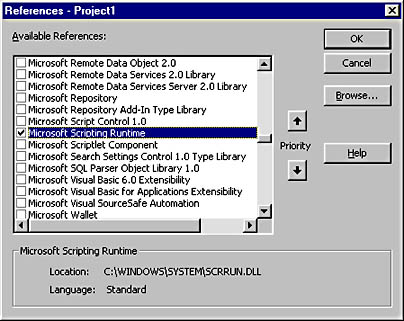 References - Project1
Available References:
OK
Cancel
Browse...
Priority
Help
Microsoft Remote Data Object 2.0
Microsoft Remote Data Services 2.0 Library
Microsoft Remote Data Services Server 2.0 Library
Microsoft Repository
Microsoft Repository Add-In Type Library
Microsoft Script Control 1.0
Microsoft Scripting Runtime
Microsoft Scriptlet Component
Microsoft Search Settings Control 1.0 Type Library
Microsoft SQL Parser Object Library 1.0
Microsoft Visual Basic 6.0 Extensibility
Microsoft Visual Basic for Applications Extensibility
Microsoft Visual SourceSafe Automation
Microsoft Wallet
Microsoft Scripting Runtime
Location: C:\WINDOWS\SYSTEM\SCRRUN.DLL
Language: Standard